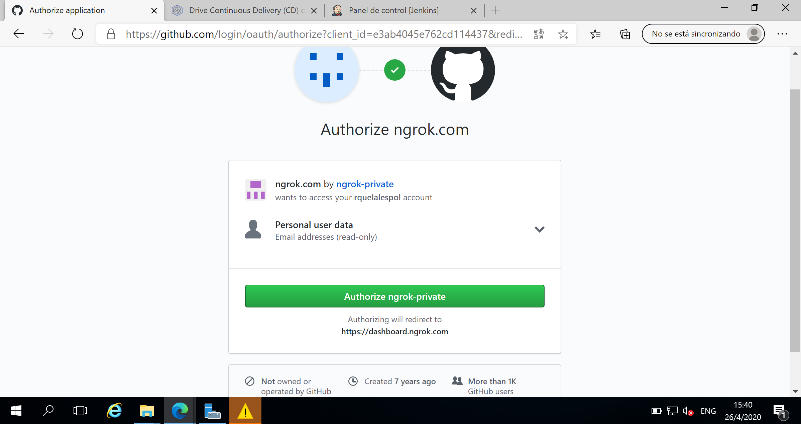 Authorize application
Drive Continuous Delivery (CD) c
Panel de control [Jenkins]
https://github.com/login/oauth/authorize?client_id=e3ab4045e762cd114437&redi...
No se está sincronizando
Authorize ngrok.com
ngrok.com by ngrok-private
wants to access your rquelalespol account
Personal user data
Email addresses (read-only)
Authorize ngrok-private
Authorizing will redirect to
https://dashboard.ngrok.com
Not owned or
operated by GitHub
Created 7 years ago
More than 1K
GitHub users
ENG
15:40
26/4/2020
1